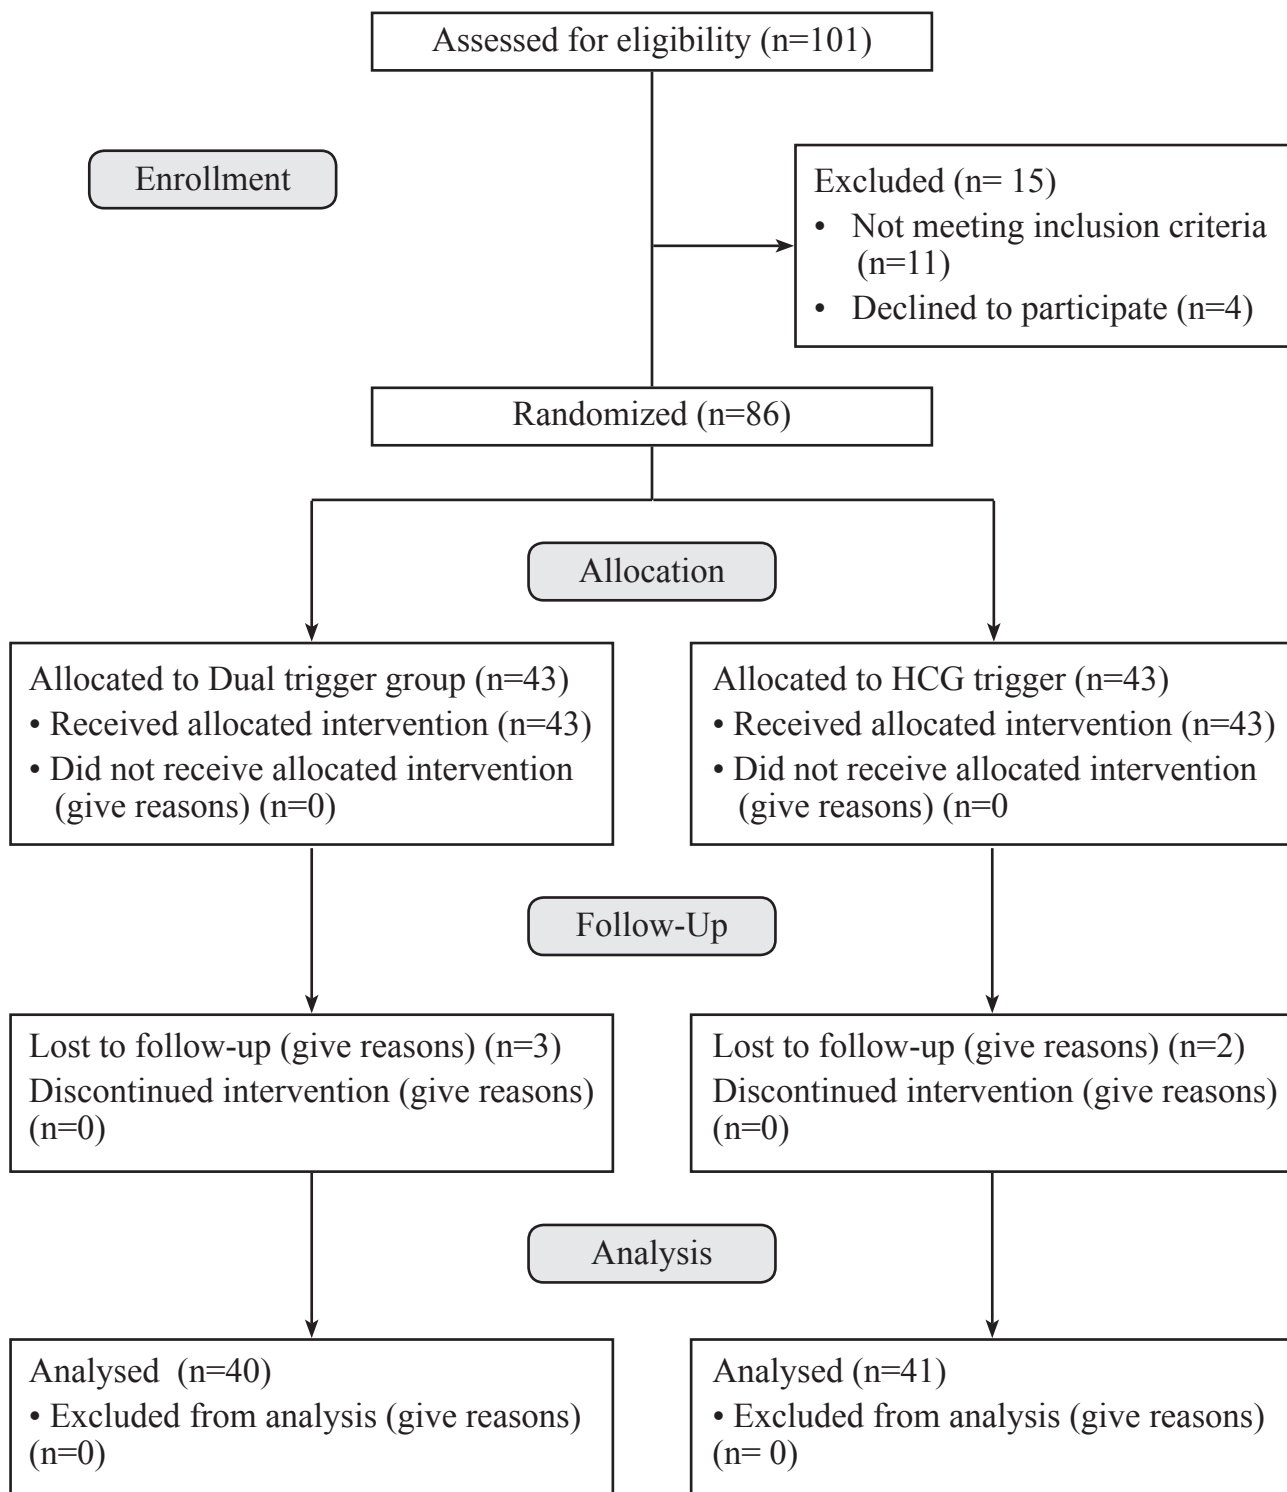 Assessed for eligibility (n=101)
Enrollment
Excluded (n= 15)
• Not meeting inclusion criteria
(n=11)
• Declined to participate (n=4)
Randomized (n=86)
Allocation
Allocated to Dual trigger group (n=43)
• Received allocated intervention (n=43)
• Did not receive allocated intervention
(give reasons) (n=0)
Allocated to HCG trigger (n=43)
• Received allocated intervention (n=43)
• Did not receive allocated intervention
(give reasons) (n=0
Follow-Up
Lost to follow-up (give reasons) (n=3)
Discontinued intervention (give reasons)
(n=0)
Lost to follow-up (give reasons) (n=2)
Discontinued intervention (give reasons)
(n=0)
Analysis
Analysed (n=40)
• Excluded from analysis (give reasons)
(n=0)
Analysed (n=41)
• Excluded from analysis (give reasons)
(n= 0)